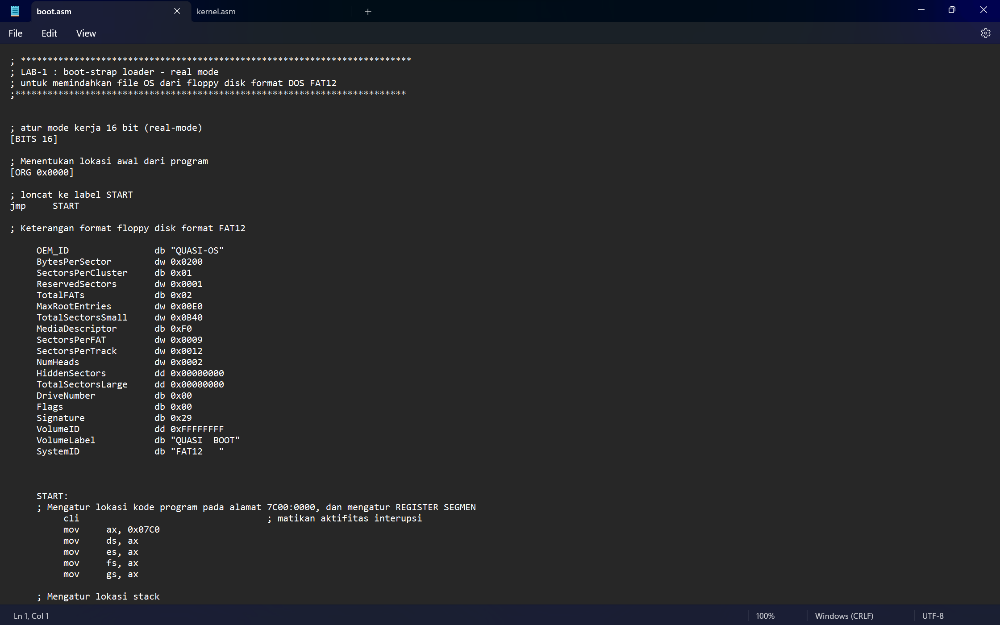 boot.asm
kernel.asm
File Edit View
; *************************************************************************
; LAB-1 : boot-strap loader - real mode
; untuk memindahkan file OS dari floppy disk format DOS FAT12
;*************************************************************************
; atur mode kerja 16 bit (real-mode)
[BITS 16]
; Menentukan lokasi awal dari program
[ORG 0x0000]
; loncat ke label START
jmp     START
; Keterangan format floppy disk format FAT12
OEM_ID                db "QUASI-OS"
BytesPerSector        dw 0x0200
SectorsPerCluster     db 0x01
ReservedSectors       dw 0x0001
TotalFATs             db 0x02
MaxRootEntries        dw 0x00E0
TotalSectorsSmall     dw 0x0B40
MediaDescriptor       db 0xF0
SectorsPerFAT         dw 0x0009
SectorsPerTrack       dw 0x0012
NumHeads              dw 0x0002
HiddenSectors         dd 0x00000000
TotalSectorsLarge     dd 0x00000000
DriveNumber           db 0x00
Flags                 db 0x00
Signature             db 0x29
VolumeID              dd 0xFFFFFFFF
VolumeLabel           db "QUASI  BOOT"
SystemID              db "FAT12   "
START:
; Mengatur lokasi kode program pada alamat 7C00:0000, dan mengatur REGISTER SEGMEN
cli                                   ; matikan aktifitas interupsi
mov     ax, 0x07C0
mov     ds, ax
mov     es, ax
mov     fs, ax
mov     gs, ax
; Mengatur lokasi stack
Ln 1, Col 1
100%
Windows (CRLF)
UTF-8